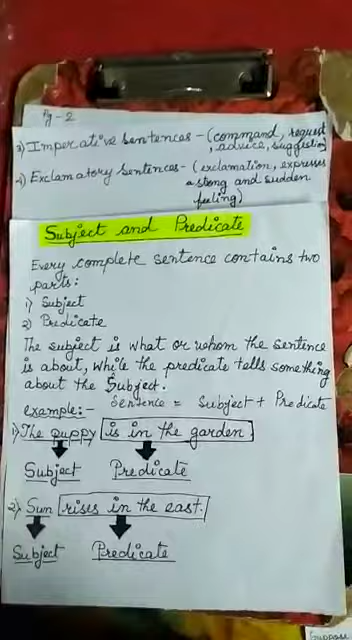 Pg-2
3) Imperative sentences - (command, request
, advice, suggestion)
4) Exclamatory Sentences - (exclamation, expresses
a stong and sudden
feeling)
Subject and Predicate
Every complete sentence contains two
parts:
1) Subject
2) Predicate
The subject is what or whom the sentence
is about, while the predicate tells something
about the Subject.
Sentence = Subject + Predicate
example:-
1) The puppy is in the garden.
Subject Predicate
2) Sun rises in the east.
Subject Predicate
Suppose